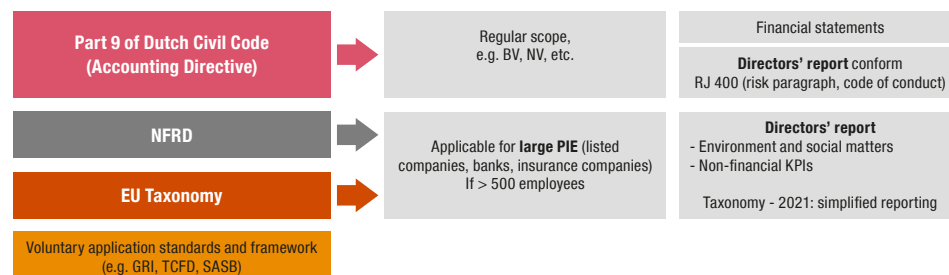 Part 9 of Dutch Civil Code
(Accounting Directive)
Regular scope,
e.g. BV, NV, etc.
Financial statements
Directors' report conform
RJ 400 (risk paragraph, code of conduct)
NFRD
EU Taxonomy
Applicable for large PIE (listed
companies, banks, insurance companies)
If > 500 employees
Directors' report
- Environment and social matters
- Non-financial KPIs
Taxonomy - 2021: simplified reporting
Voluntary application standards and framework
(e.g. GRI, TCFD, SASB)